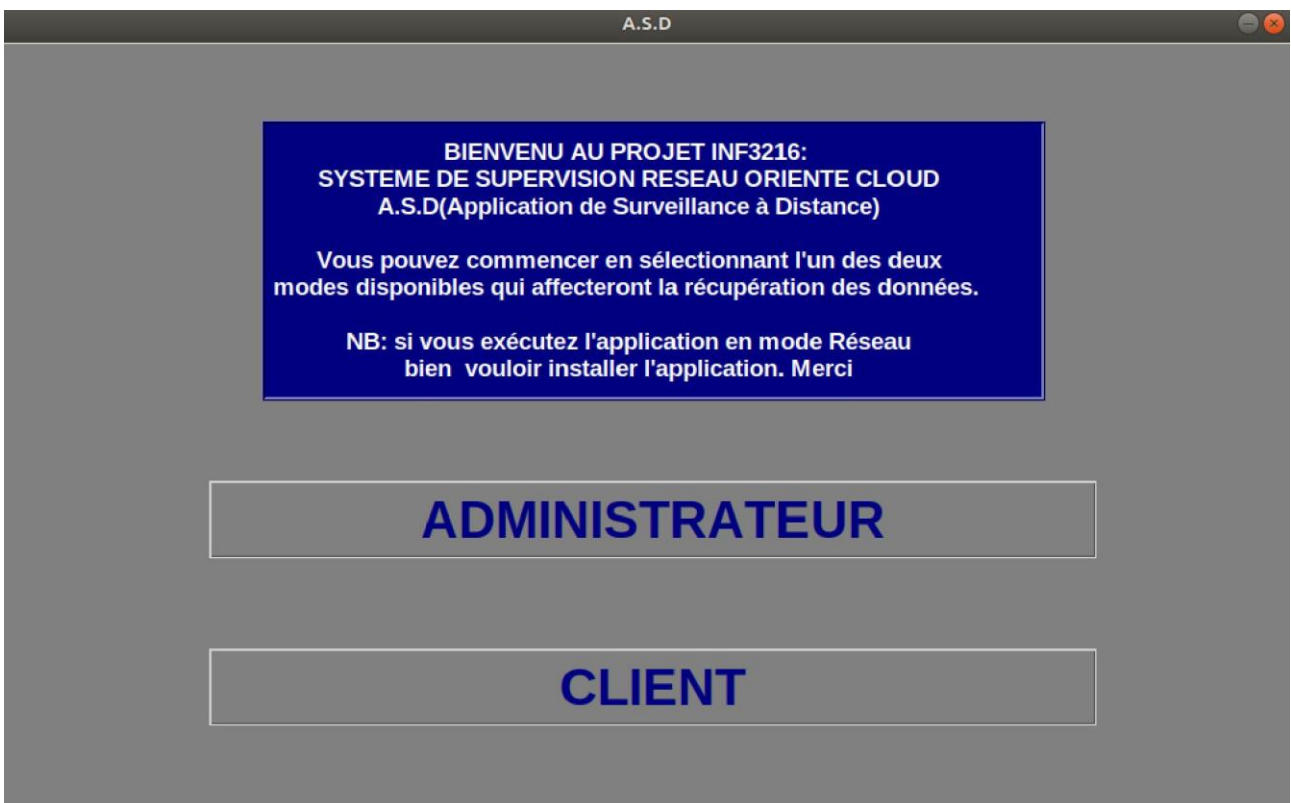 A.S.D
BIENVENU AU PROJET INF3216:
SYSTEME DE SUPERVISION RESEAU ORIENTE CLOUD
A.S.D(Application de Surveillance à Distance)
Vous pouvez commencer en sélectionnant l'un des deux
modes disponibles qui affecteront la récupération des données.
NB: si vous exécutez l'application en mode Réseau
bien  vouloir installer l'application. Merci
ADMINISTRATEUR
CLIENT